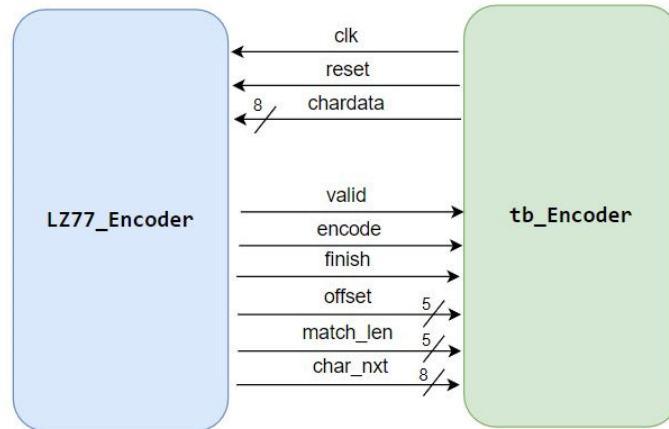 clk
reset
8
chardata
LZ77_Encoder
tb_Encoder
valid
encode
finish
offset
5
match_len
5
char_nxt
8